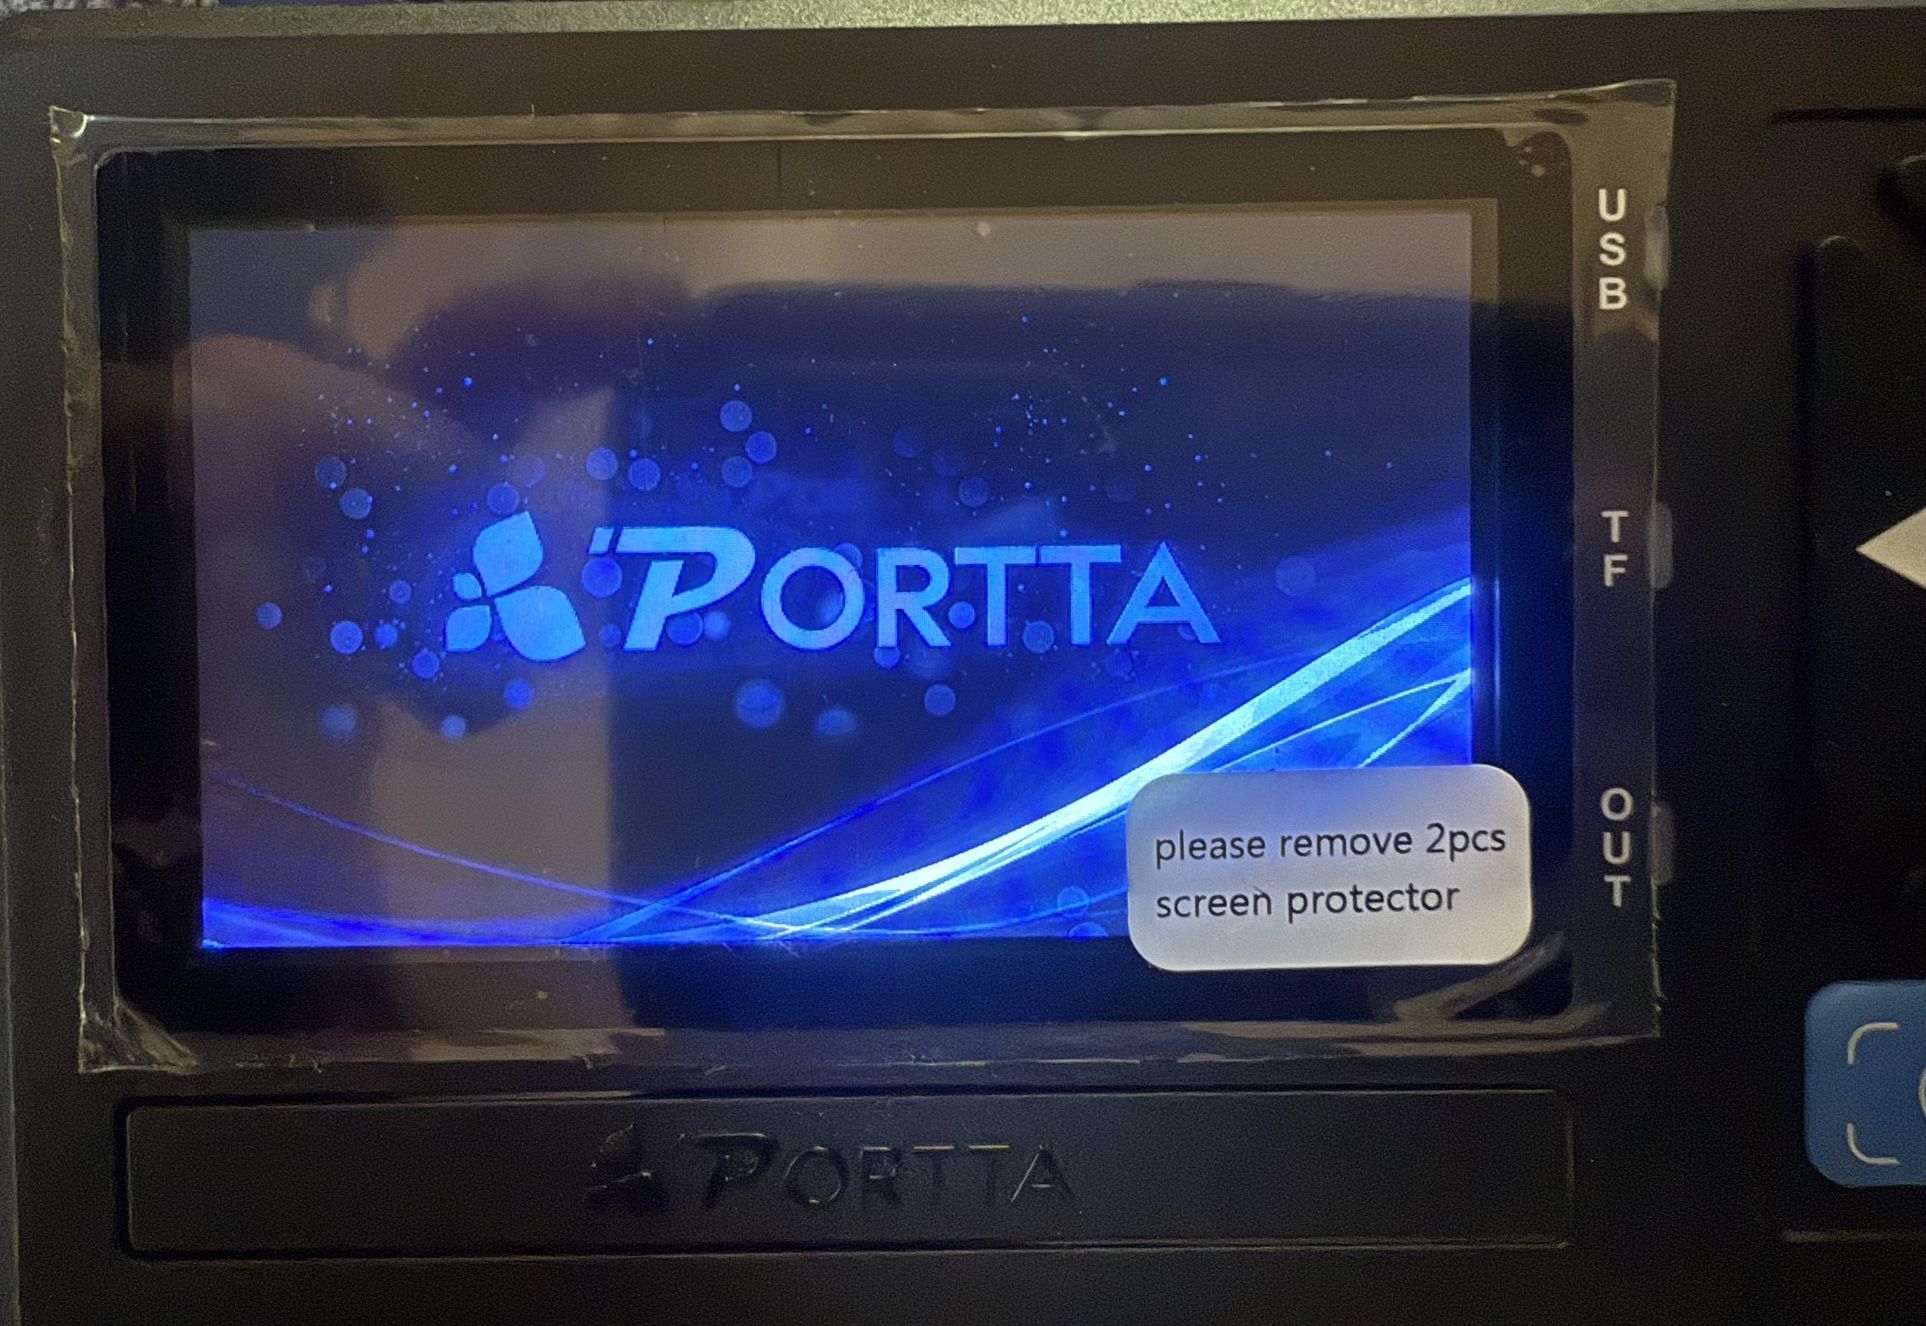 PORTTA
please remove 2pcs
screen protector
USB
TF
OUT
PORTTA